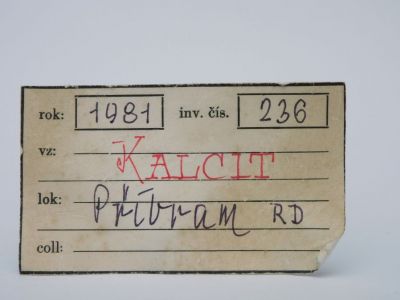 rok: 1981 inv. čís. 236
vz: KALCIT
lok: Příbram RD
coll: